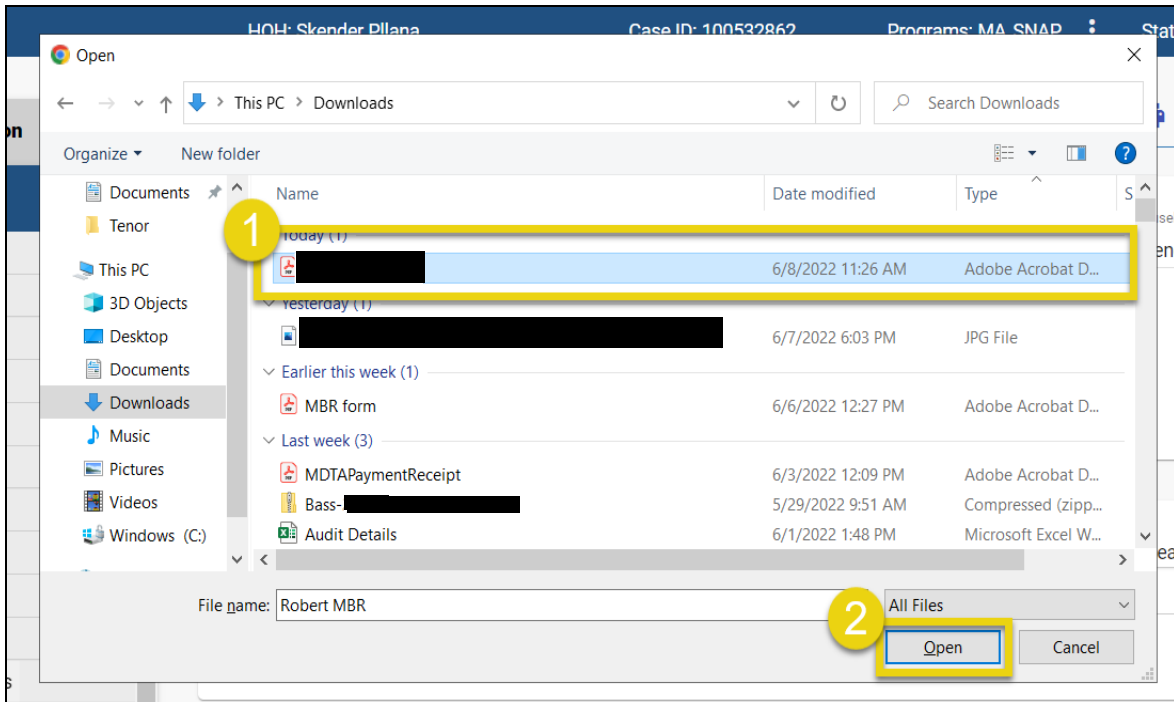 HOH: Skender Pllana Case ID: 100532862 Programs: MA, SNAP
Open
on
This PC > Downloads
Search Downloads
Organize New folder
Documents Name Date modified Type S
Tenor
1 Today (1)
This PC 6/8/2022 11:26 AM Adobe Acrobat D...
3D Objects Yesterday (1)
Desktop 6/7/2022 6:03 PM JPG File
Documents Earlier this week (1)
Downloads MBR form 6/6/2022 12:27 PM Adobe Acrobat D...
Music Last week (3)
Pictures MDTAPaymentReceipt 6/3/2022 12:09 PM Adobe Acrobat D...
Videos Bass- 5/29/2022 9:51 AM Compressed (zipp...
Windows (C:) Audit Details 6/1/2022 1:48 PM Microsoft Excel W...
File name: Robert MBR All Files
2 Open Cancel